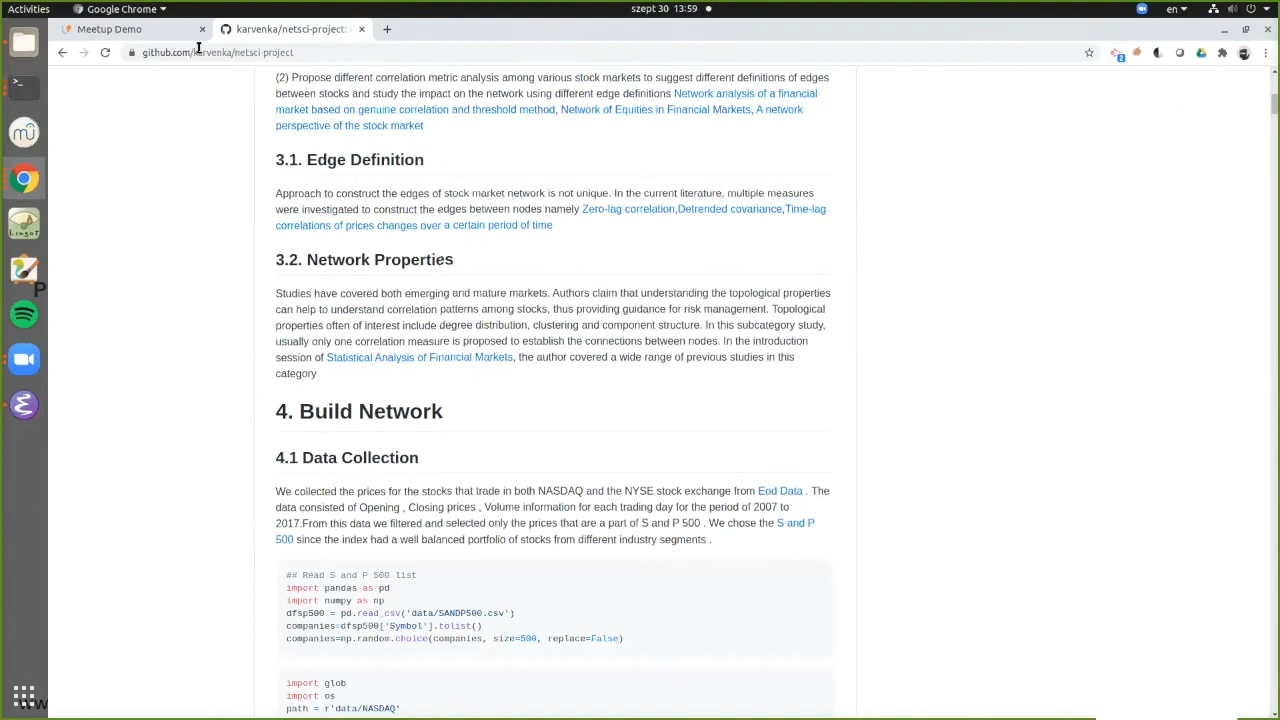 Activities Google Chrome szept 30 13:59 en
Meetup Demo karvenka/netsci-project:
github.com/karvenka/netsci-project 2
(2) Propose different correlation metric analysis among various stock markets to suggest different definitions of edges
between stocks and study the impact on the network using different edge definitions Network analysis of a financial
market based on genuine correlation and threshold method, Network of Equities in Financial Markets, A network
perspective of the stock market
3.1. Edge Definition
Approach to construct the edges of stock market network is not unique. In the current literature, multiple measures
were investigated to construct the edges between nodes namely Zero-lag correlation,Detrended covariance,Time-lag
correlations of prices changes over a certain period of time
3.2. Network Properties
Studies have covered both emerging and mature markets. Authors claim that understanding the topological properties
can help to understand correlation patterns among stocks, thus providing guidance for risk management. Topological
properties often of interest include degree distribution, clustering and component structure. In this subcategory study,
usually only one correlation measure is proposed to establish the connections between nodes. In the introduction
session of Statistical Analysis of Financial Markets, the author covered a wide range of previous studies in this
category
4. Build Network
4.1 Data Collection
We collected the prices for the stocks that trade in both NASDAQ and the NYSE stock exchange from Eod Data . The
data consisted of Opening , Closing prices , Volume information for each trading day for the period of 2007 to
2017.From this data we filtered and selected only the prices that are a part of S and P 500 . We chose the S and P
500 since the index had a well balanced portfolio of stocks from different industry segments .
## Read S and P 500 list
import pandas as pd
import numpy as np
dfsp500 = pd.read_csv('data/SANDP500.csv')
companies=dfsp500['Symbol'].tolist()
companies=np.random.choice(companies, size=500, replace=False)
import glob
import os
path = r'data/NASDAQ'